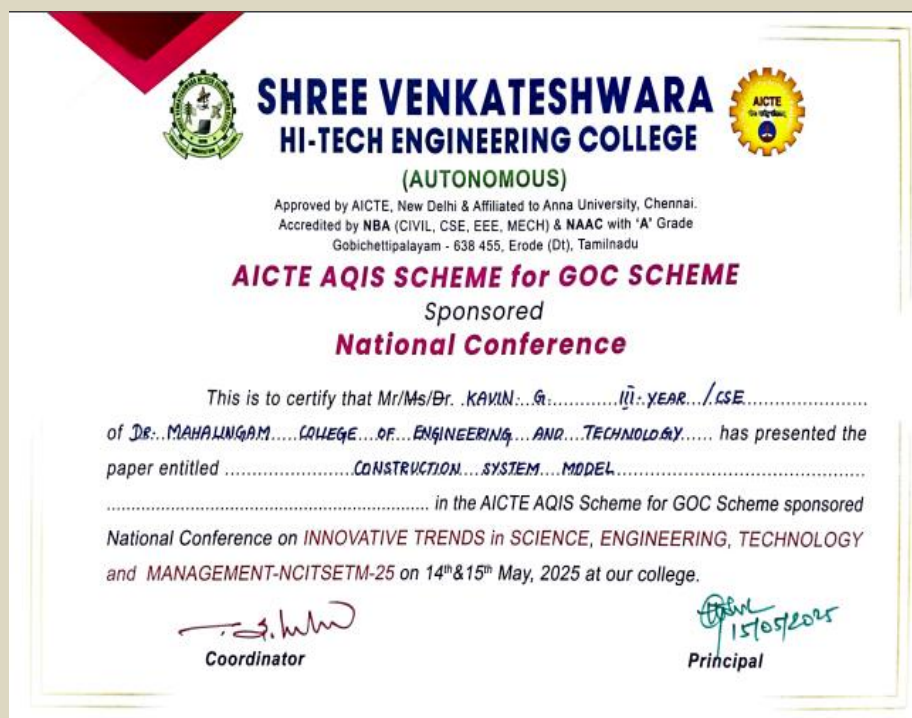 SHREE VENKATESHWARA
HI-TECH ENGINEERING COLLEGE
AICTE
(AUTONOMOUS)
Approved by AICTE, New Delhi & Affiliated to Anna University, Chennai.
Accredited by NBA (CIVIL, CSE, EEE, MECH) & NAAC with 'A' Grade
Gobichettipalayam - 638 455, Erode (Dt), Tamilnadu
AICTE AQIS SCHEME for GOC SCHEME
Sponsored
National Conference
This is to certify that Mr/Ms/Dr. KAVIN. G. III-YEAR / CSE
of DR. MAHALINGAM COLLEGE OF ENGINEERING AND TECHNOLOGY has presented the
paper entitled CONSTRUCTION SYSTEM MODEL
in the AICTE AQIS Scheme for GOC Scheme sponsored
National Conference on INNOVATIVE TRENDS in SCIENCE, ENGINEERING, TECHNOLOGY
and MANAGEMENT-NCITSETM-25 on 14th&15th May, 2025 at our college.
15/05/2025
Coordinator
Principal